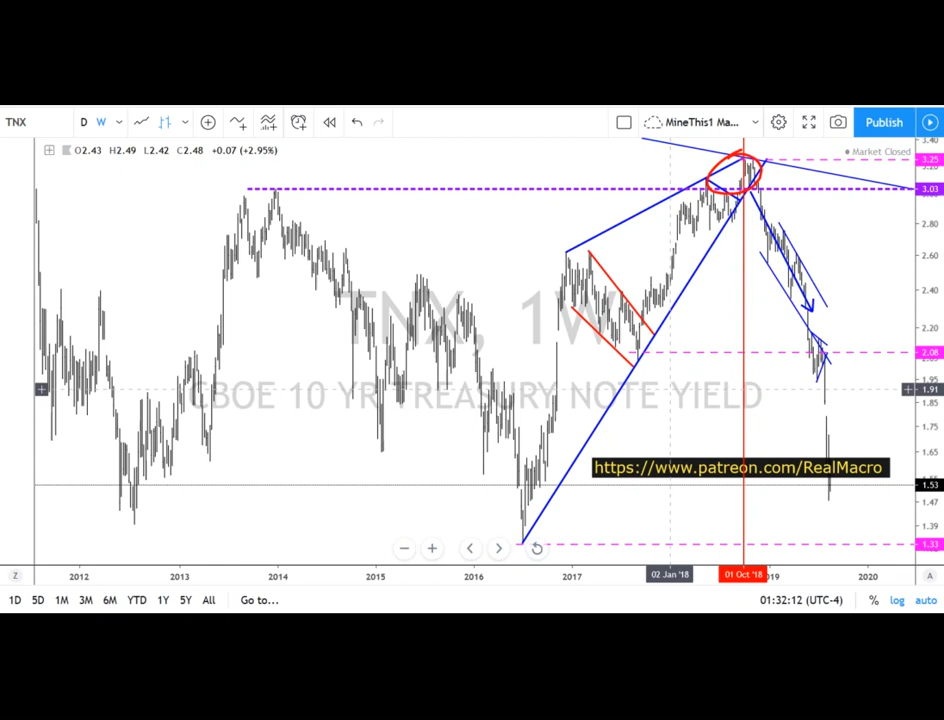 TNX D W MineThis1 Ma... Publish
O2.43 H2.49 L2.42 C2.48 +0.07 (+2.95%)
Market Closed
3.40
3.25
3.03
2.80
2.60
2.40
2.20
2.08
1.95
1.91
1.85
1.75
1.65
1.53
1.47
1.39
1.33
TNX, 1W
CBOE 10 YR TREASURY NOTE YIELD
https://www.patreon.com/RealMacro
Z 2012 2013 2014 2015 2016 2017 02 Jan '18 01 Oct '18 2019 2020 A
1D 5D 1M 3M 6M YTD 1Y 5Y All Go to... 01:32:12 (UTC-4) % log auto